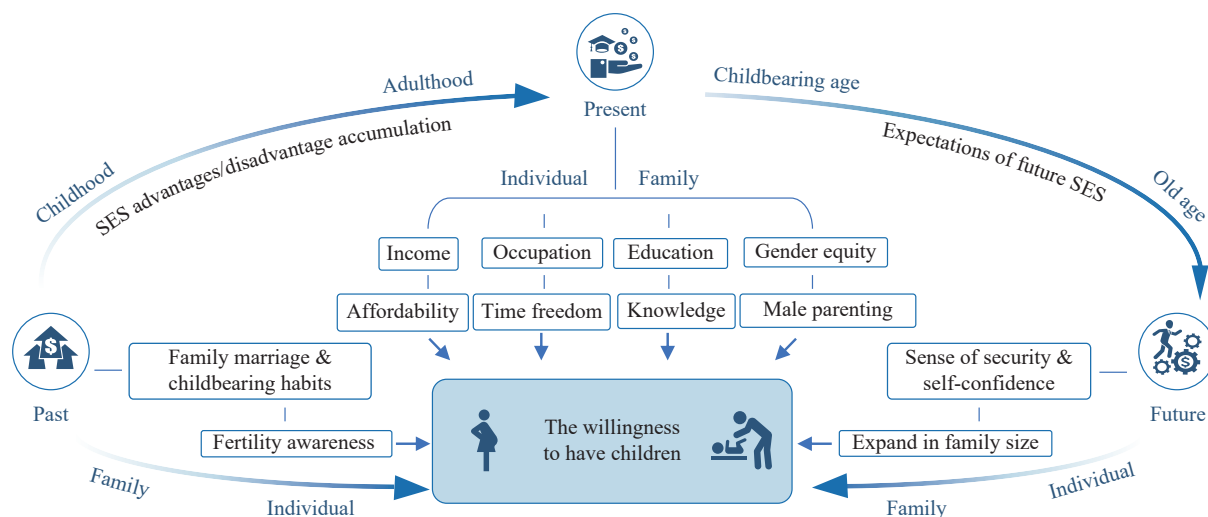 Present
Childhood
Adulthood
SES advantages/disadvantage accumulation
Childbearing age
Old age
Expectations of future SES
Individual
Family
Income
Occupation
Education
Gender equity
Affordability
Time freedom
Knowledge
Male parenting
Past
Family marriage &
childbearing habits
Fertility awareness
The willingness
to have children
Sense of security &
self-confidence
Expand in family size
Future
Family
Individual
Family
Individual